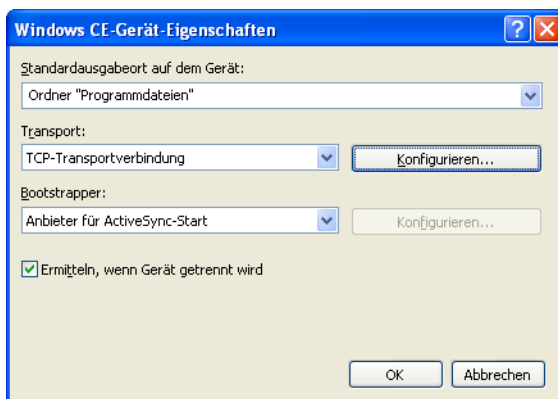 Windows CE-Gerät-Eigenschaften
Standardausgabeort auf dem Gerät:
Ordner "Programmdateien"
Transport:
TCP-Transportverbindung
Konfigurieren...
Bootstrapper:
Anbieter für ActiveSync-Start
Konfigurieren...
Ermitteln, wenn Gerät getrennt wird
OK
Abbrechen